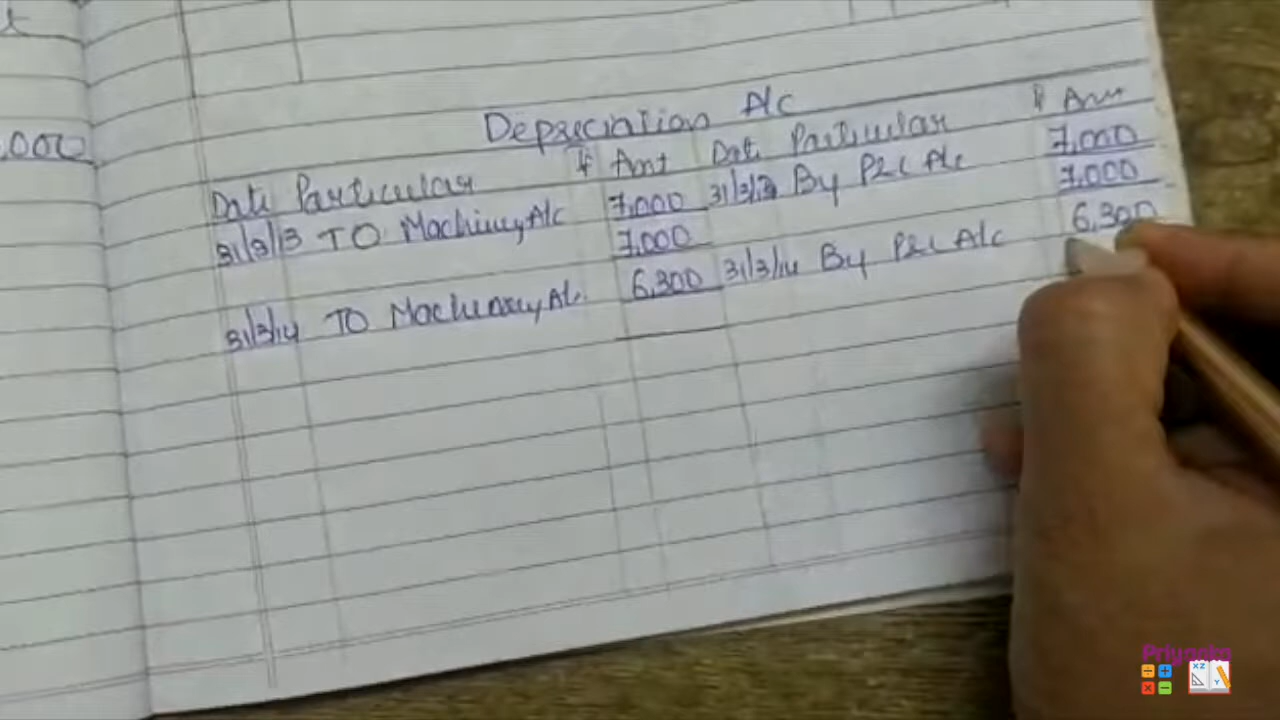 ,000
Depreciation A/c
Date Particular ₹ Amt Date Particular ₹ Amt
31/3/13 TO Machinery A/c 7,000 31/3/13 By P&L A/c 7,000
7,000 7,000
31/3/14 TO Machinery A/c 6,300 31/3/14 By P&L A/c 6,300
Priyanka